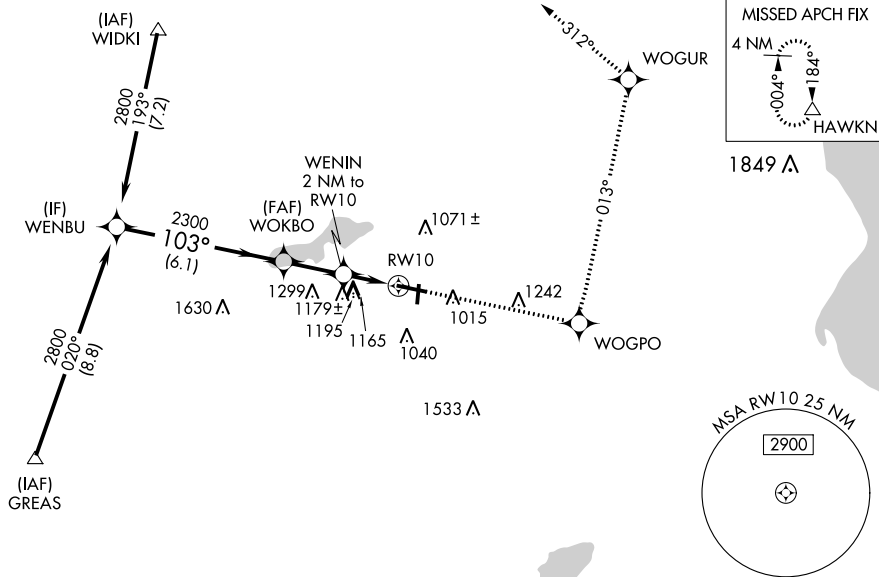 (IAF)
WIDKI
2800
193°
(7.2)
312°
WOGUR
MISSED APCH FIX
4 NM
004°
184°
HAWKN
1849
WENIN
2 NM to
RW10
(IF)
WENBU
2300
103°
(6.1)
(FAF)
WOKBO
1071±
RW10
013°
1630
1299
1179±
1195
1165
1015
1242
1040
WOGPO
2800
020°
(8.8)
1533
MSA RW10 25 NM
2900
(IAF)
GREAS